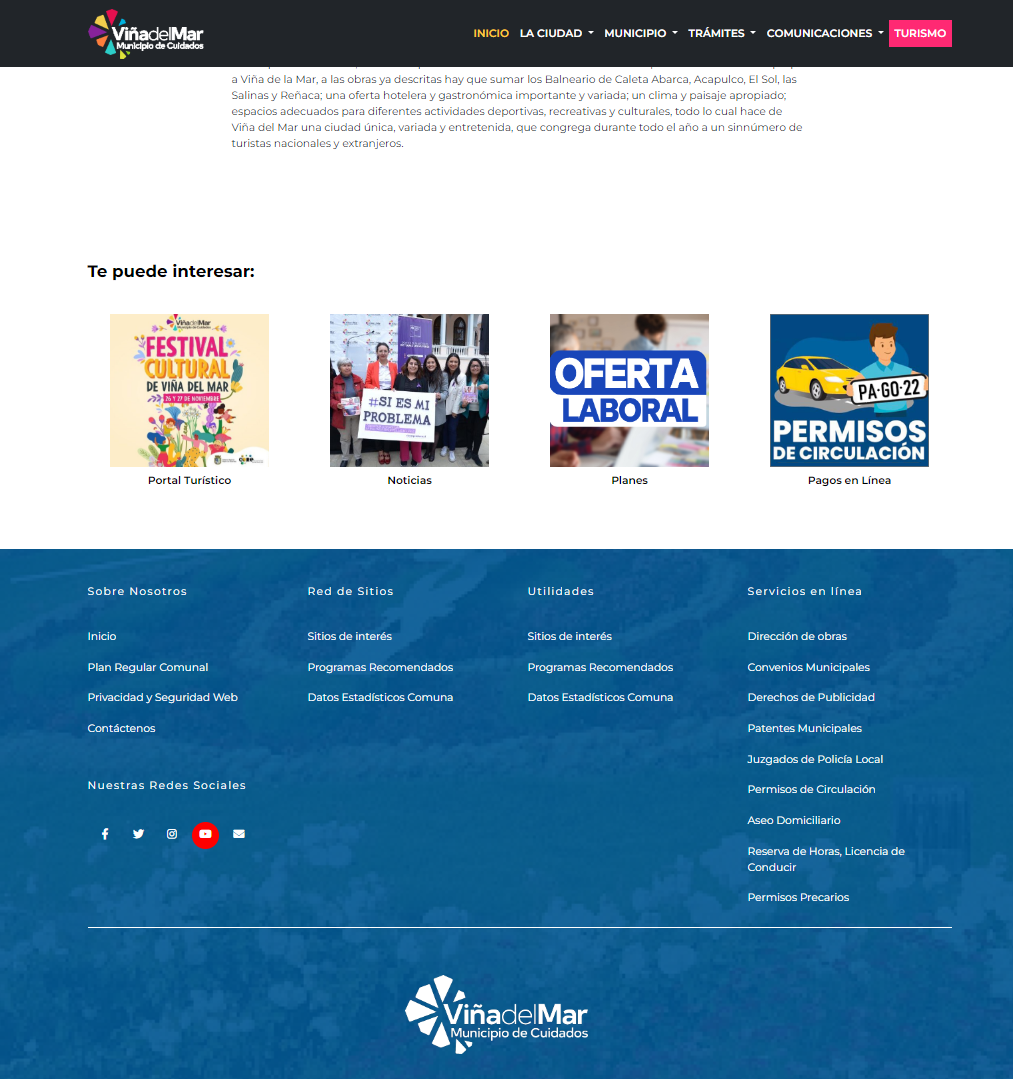 ViñadelMar
Municipio de Cuidados
INICIO LA CIUDAD MUNICIPIO TRÁMITES COMUNICACIONES TURISMO
a Viña de la Mar, a las obras ya descritas hay que sumar los Balneario de Caleta Abarca, Acapulco, El Sol, las
Salinas y Reñaca; una oferta hotelera y gastronómica importante y variada; un clima y paisaje apropiado;
espacios adecuados para diferentes actividades deportivas, recreativas y culturales, todo lo cual hace de
Viña del Mar una ciudad única, variada y entretenida, que congrega durante todo el año a un sinnúmero de
turistas nacionales y extranjeros.
Te puede interesar:
ViñadelMar
Municipio de Cuidados
FESTIVAL
CULTURAL
DE VIÑA DEL MAR
26 Y 27 DE NOVIEMBRE
Portal Turístico
#SI ES MI
PROBLEMA
Noticias
OFERTA
LABORAL
Planes
PA·GO·22
PERMISOS
DE CIRCULACIÓN
Pagos en Línea
Sobre Nosotros
Inicio
Plan Regular Comunal
Privacidad y Seguridad Web
Contáctenos
Nuestras Redes Sociales
Red de Sitios
Sitios de interés
Programas Recomendados
Datos Estadísticos Comuna
Utilidades
Sitios de interés
Programas Recomendados
Datos Estadísticos Comuna
Servicios en línea
Dirección de obras
Convenios Municipales
Derechos de Publicidad
Patentes Municipales
Juzgados de Policía Local
Permisos de Circulación
Aseo Domiciliario
Reserva de Horas, Licencia de
Conducir
Permisos Precarios
ViñadelMar
Municipio de Cuidados